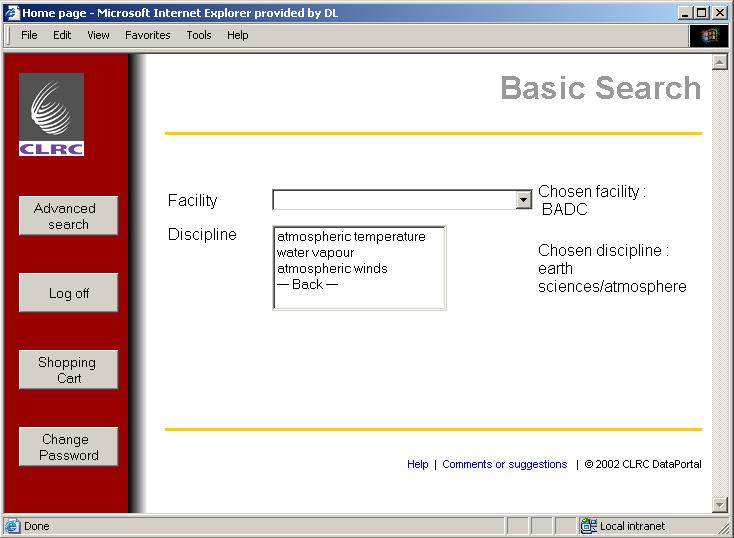 Home page - Microsoft Internet Explorer provided by DL
File Edit View Favorites Tools Help
CLRC
Basic Search
Advanced
search
Log off
Shopping
Cart
Change
Password
Facility
Chosen facility :
BADC
Discipline
atmospheric temperature
water vapour
atmospheric winds
— Back —
Chosen discipline :
earth
sciences/atmosphere
Help | Comments or suggestions | © 2002 CLRC DataPortal
Done
Local intranet